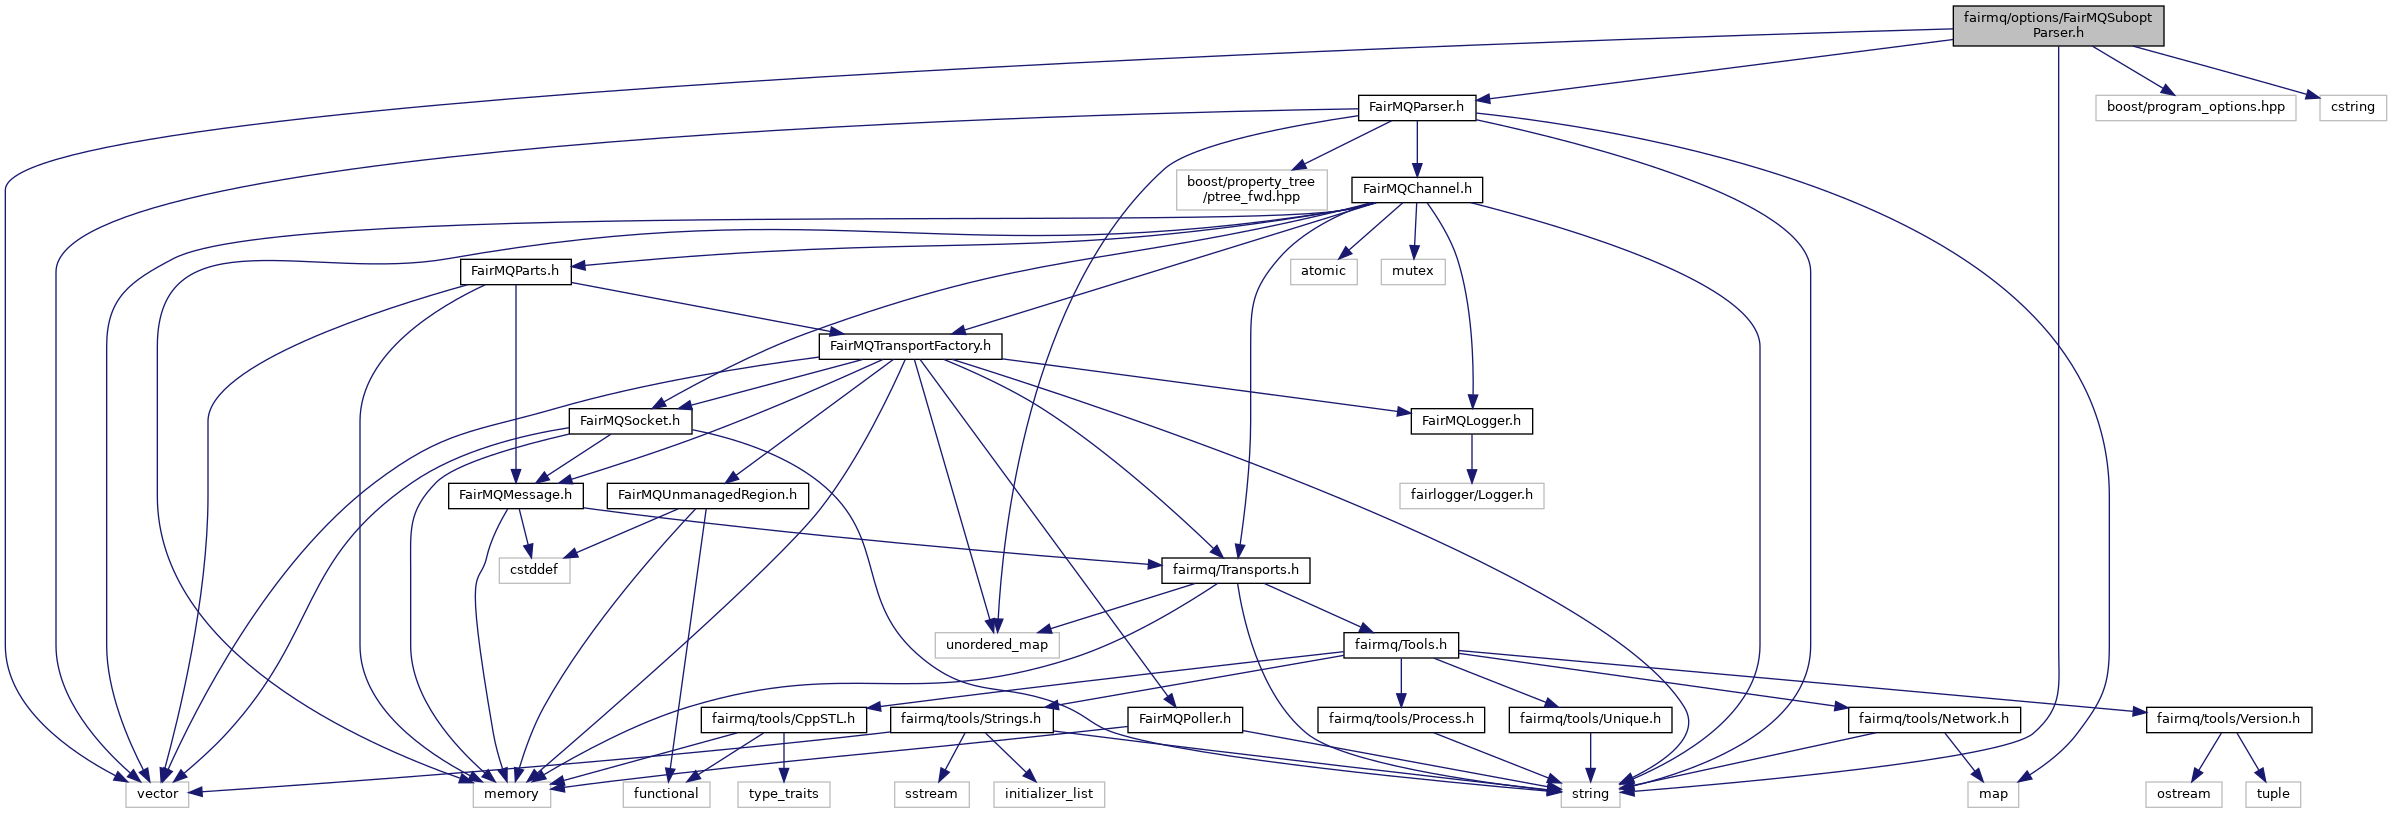 fairmq/options/FairMQSubopt
Parser.h
FairMQParser.h
boost/program_options.hpp
cstring
boost/property_tree
/ptree_fwd.hpp
FairMQChannel.h
FairMQParts.h
atomic
mutex
FairMQTransportFactory.h
FairMQSocket.h
FairMQLogger.h
FairMQMessage.h
FairMQUnmanagedRegion.h
fairlogger/Logger.h
cstddef
fairmq/Transports.h
unordered_map
fairmq/Tools.h
fairmq/tools/CppSTL.h
fairmq/tools/Strings.h
FairMQPoller.h
fairmq/tools/Process.h
fairmq/tools/Unique.h
fairmq/tools/Network.h
fairmq/tools/Version.h
vector
memory
functional
type_traits
sstream
initializer_list
string
map
ostream
tuple